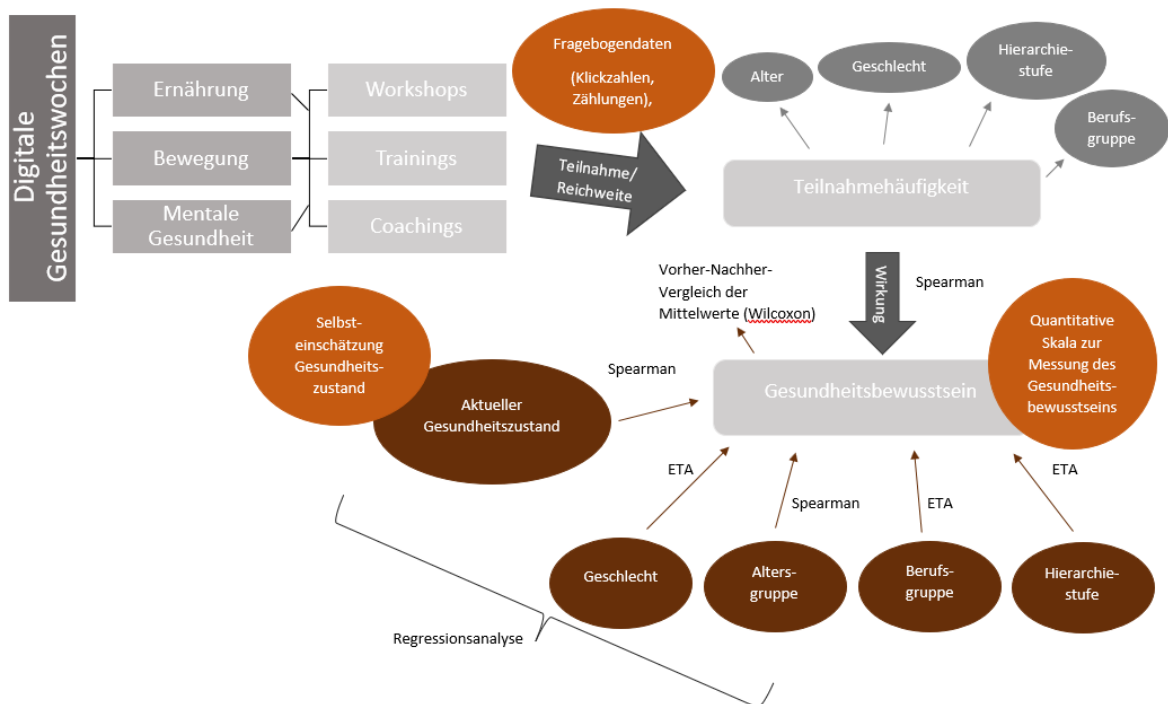 Digitale
Gesundheitswochen
Ernährung
Bewegung
Mentale
Gesundheit
Workshops
Trainings
Coachings
Fragebogendaten
(Klickzahlen,
Zählungen),
Teilnahme/
Reichweite
Alter
Geschlecht
Hierarchie-
stufe
Berufs-
gruppe
Teilnahmehäufigkeit
Wirkung
Spearman
Vorher-Nachher-
Vergleich der
Mittelwerte (Wilcoxon)
Selbst-
einschätzung
Gesundheits-
zustand
Aktueller
Gesundheitszustand
Spearman
Gesundheitsbewusstsein
Quantitative
Skala zur
Messung des
Gesundheits-
bewusstseins
ETA
Spearman
ETA
ETA
Geschlecht
Alters-
gruppe
Berufs-
gruppe
Hierarchie-
stufe
Regressionsanalyse